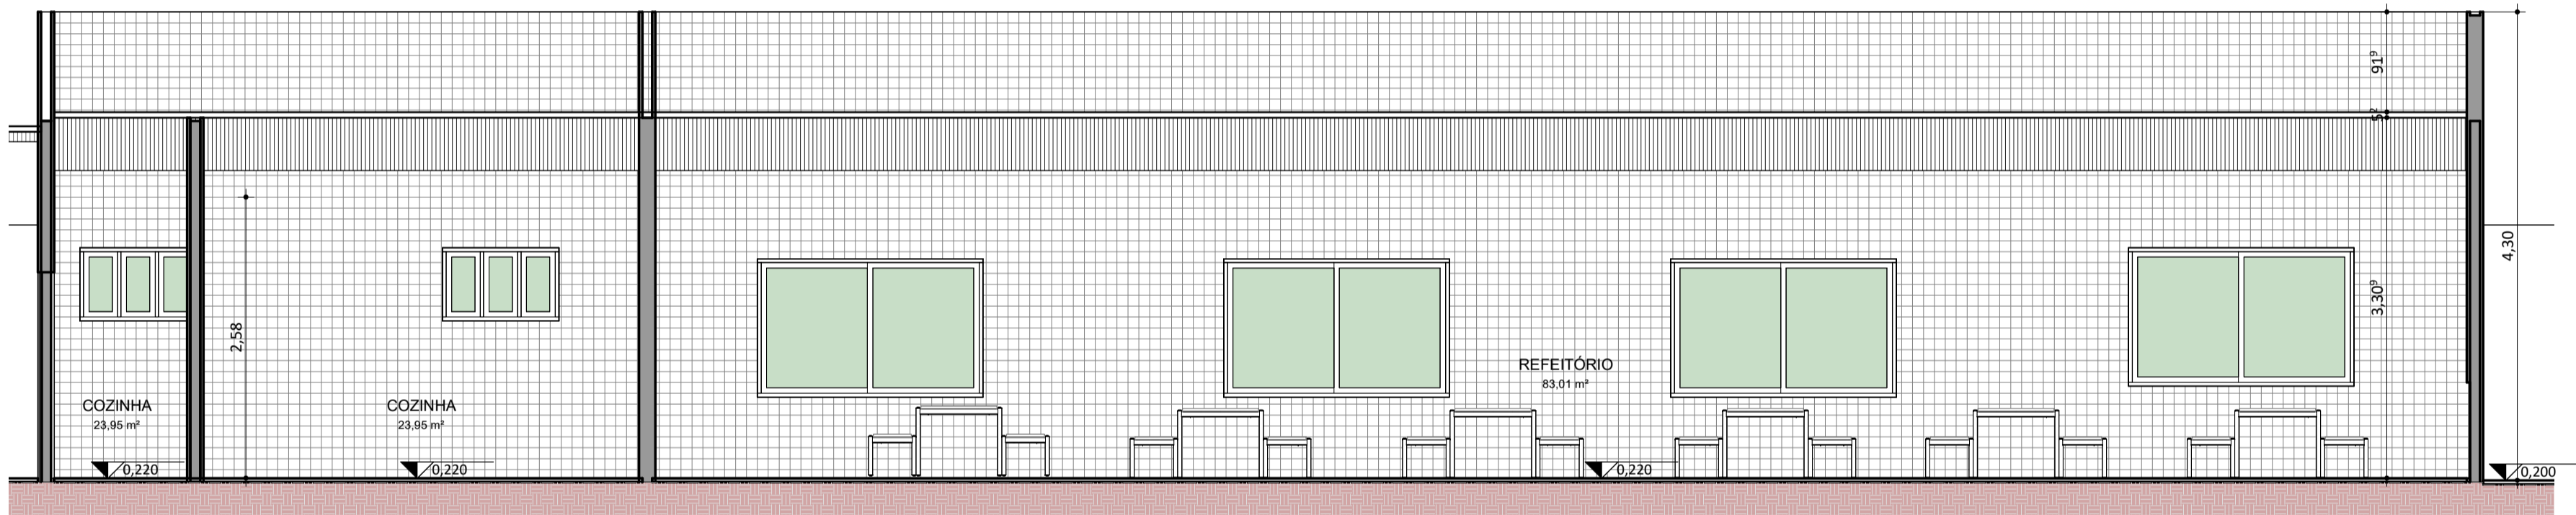 91⁹
5²
4,30
3,30⁹
2,58
REFEITÓRIO
83,01 m²
COZINHA
23,95 m²
COZINHA
23,95 m²
0,220
0,220
0,220
0,200